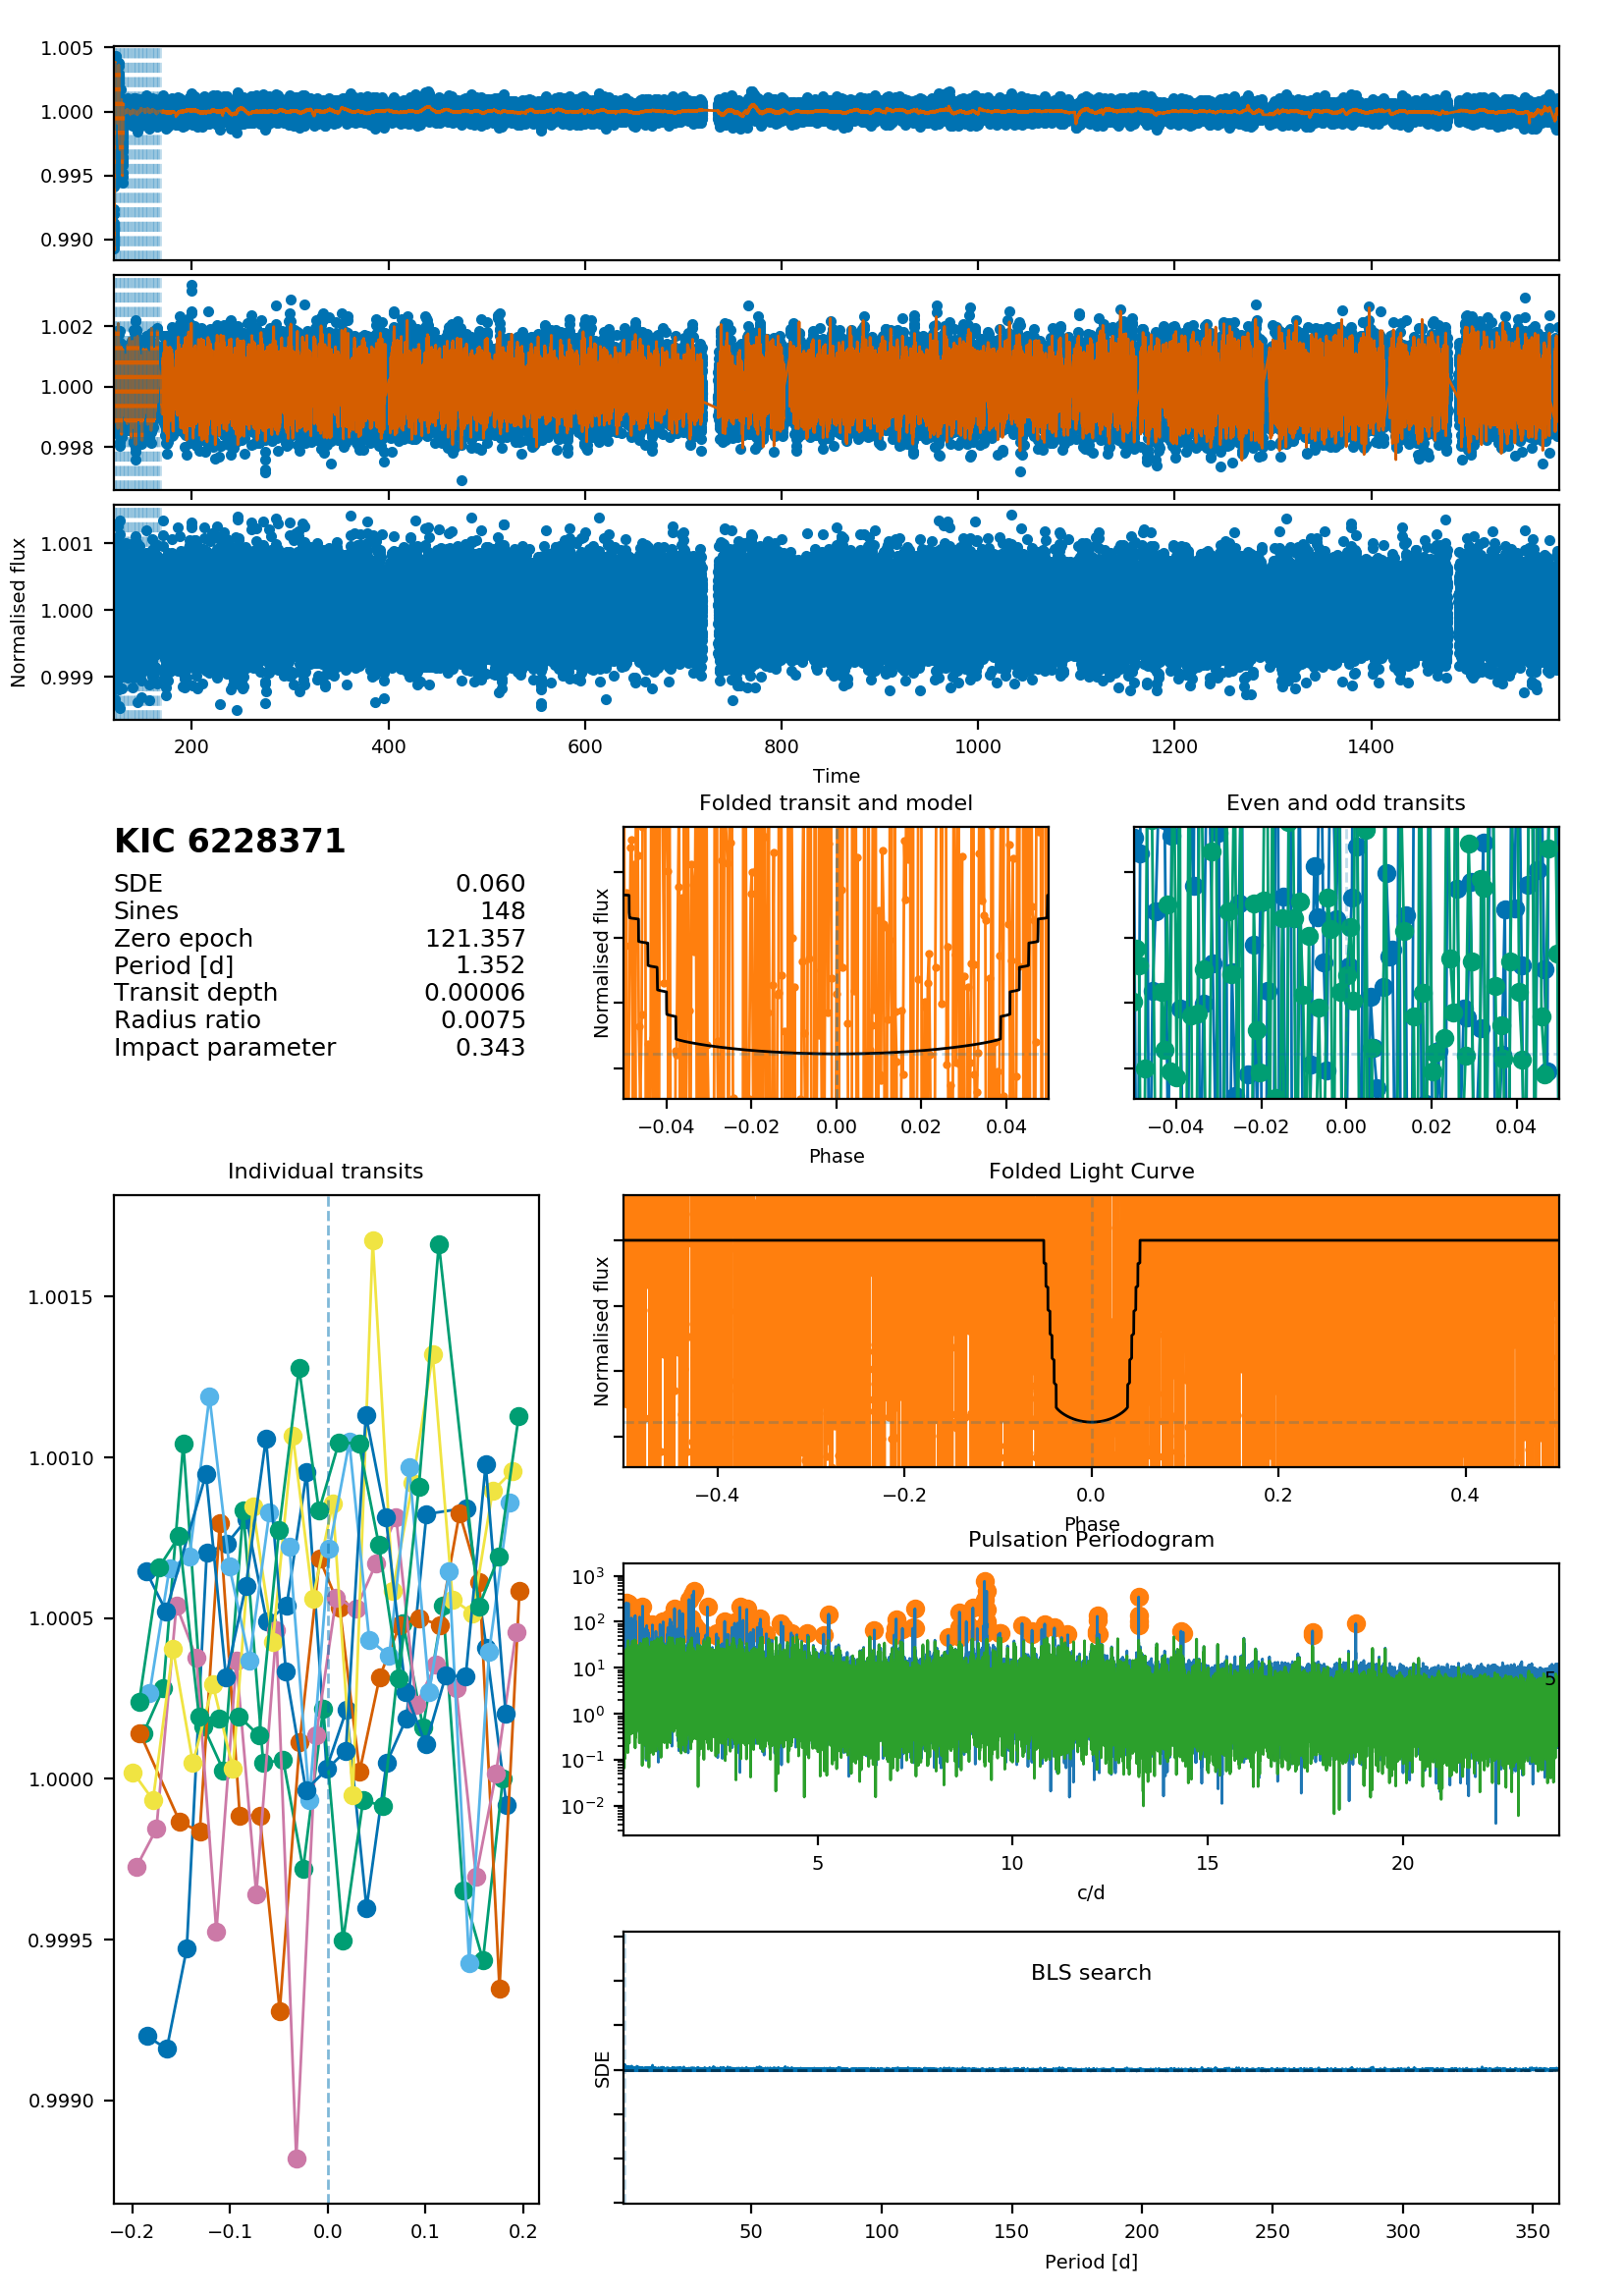 1.005
1.000
0.995
0.990
1.002
1.000
0.998
1.001
1.000
0.999
Normalised flux
200 400 600 800 1000 1200 1400
Time
KIC 6228371
SDE 0.060
Sines 148
Zero epoch 121.357
Period [d] 1.352
Transit depth 0.00006
Radius ratio 0.0075
Impact parameter 0.343
Folded transit and model
Normalised flux
−0.04 −0.02 0.00 0.02 0.04
Phase
Even and odd transits
−0.04 −0.02 0.00 0.02 0.04
Individual transits
1.0015
1.0010
1.0005
1.0000
0.9995
0.9990
−0.2 −0.1 0.0 0.1 0.2
Folded Light Curve
Normalised flux
−0.4 −0.2 0.0 0.2 0.4
Phase
Pulsation Periodogram
10³
10²
10¹
10⁰
10⁻¹
10⁻²
5
5 10 15 20
c/d
BLS search
SDE
50 100 150 200 250 300 350
Period [d]